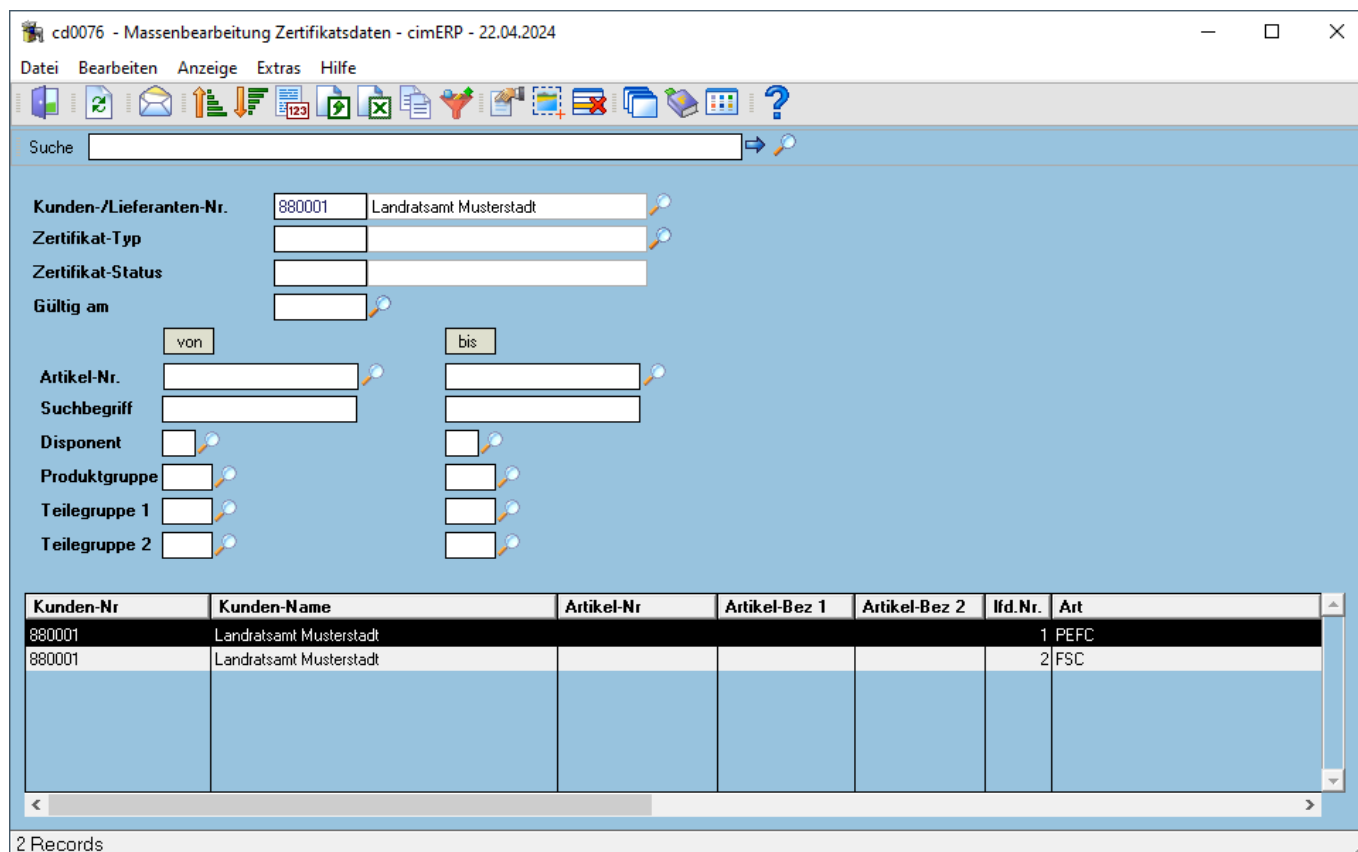 cd0076 - Massenbearbeitung Zertifikatsdaten - cimERP - 22.04.2024
Datei Bearbeiten Anzeige Extras Hilfe
123
Suche
Kunden-/Lieferanten-Nr. 880001 Landratsamt Musterstadt
Zertifikat-Typ
Zertifikat-Status
Gültig am
von bis
Artikel-Nr.
Suchbegriff
Disponent
Produktgruppe
Teilegruppe 1
Teilegruppe 2
Kunden-Nr Kunden-Name Artikel-Nr Artikel-Bez 1 Artikel-Bez 2 lfd.Nr. Art
880001 Landratsamt Musterstadt 1 PEFC
880001 Landratsamt Musterstadt 2 FSC
2 Records